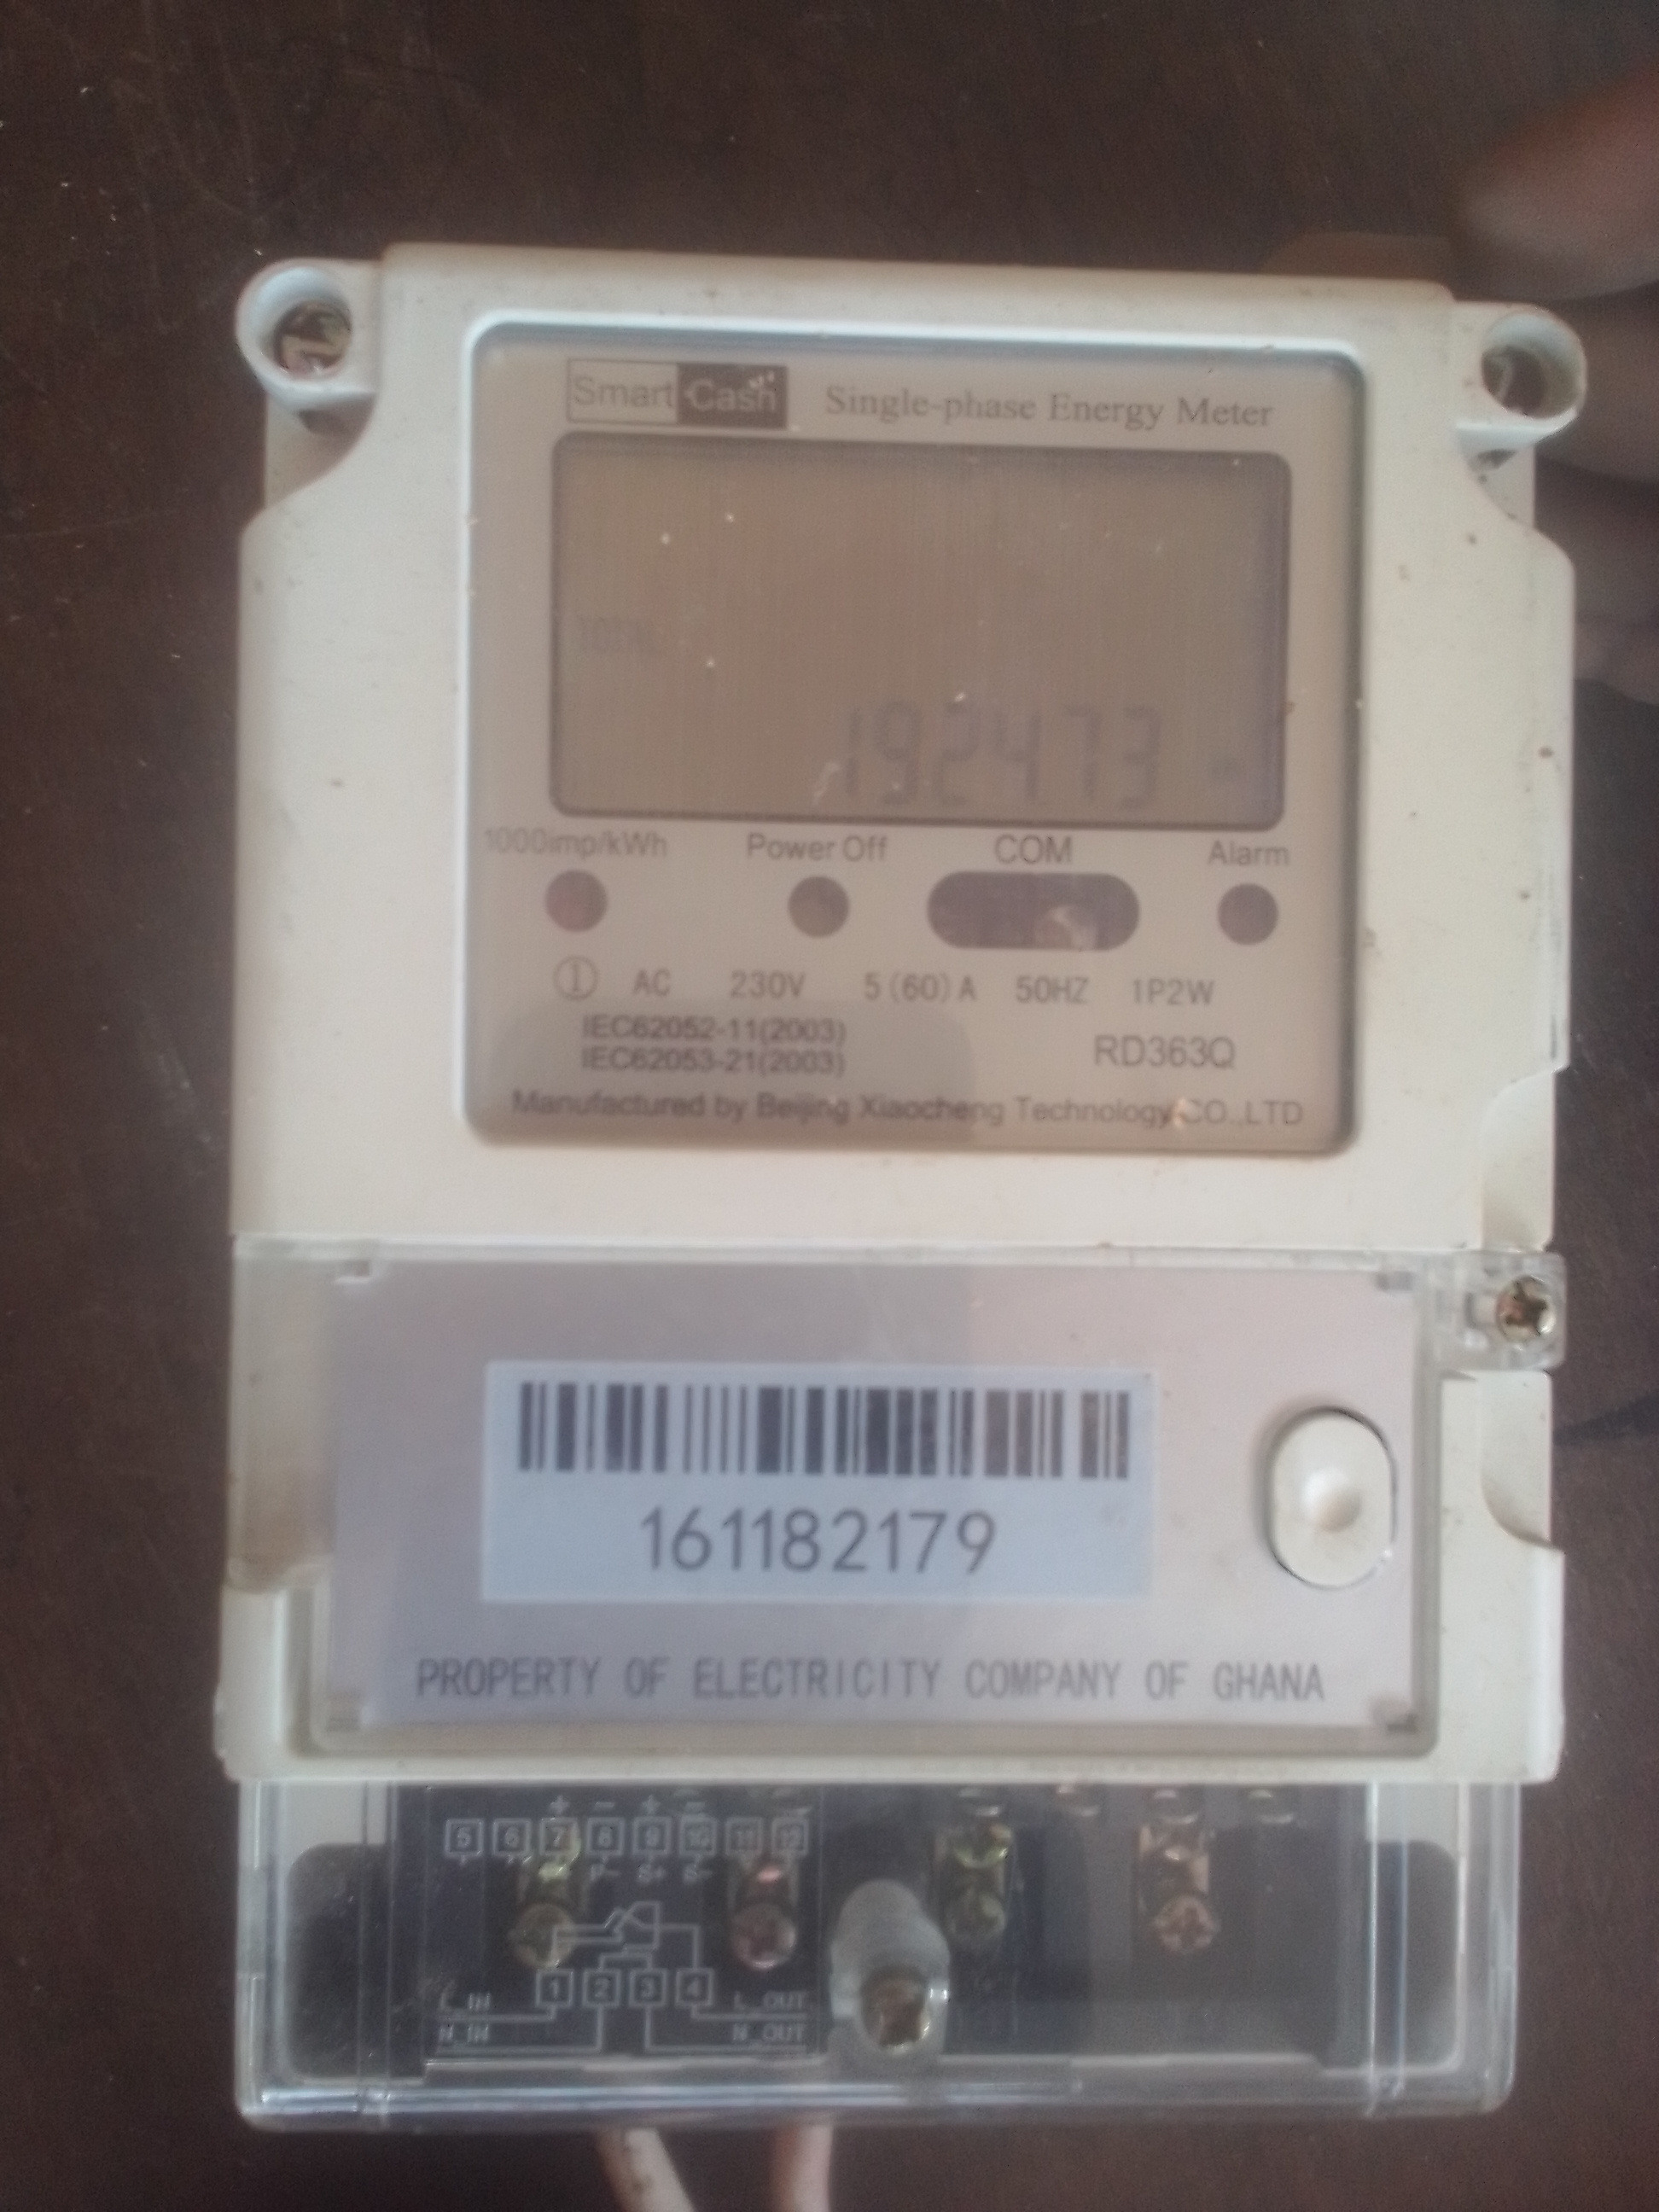 Smart Cash Single-phase Energy Meter
TOTAL
192473
1000imp/kWh Power Off COM Alarm
I AC 230V 5(60)A 50HZ 1P2W
IEC62052-11(2003)
IEC62053-21(2003)
RD363Q
Manufactured by Beijing Xiaocheng Technology CO.,LTD
161182179
PROPERTY OF ELECTRICITY COMPANY OF GHANA
+ - + -
5 6 7 8 9 10 11 12
1 2 3 4
L_IN L_OUT
N_IN N_OUT